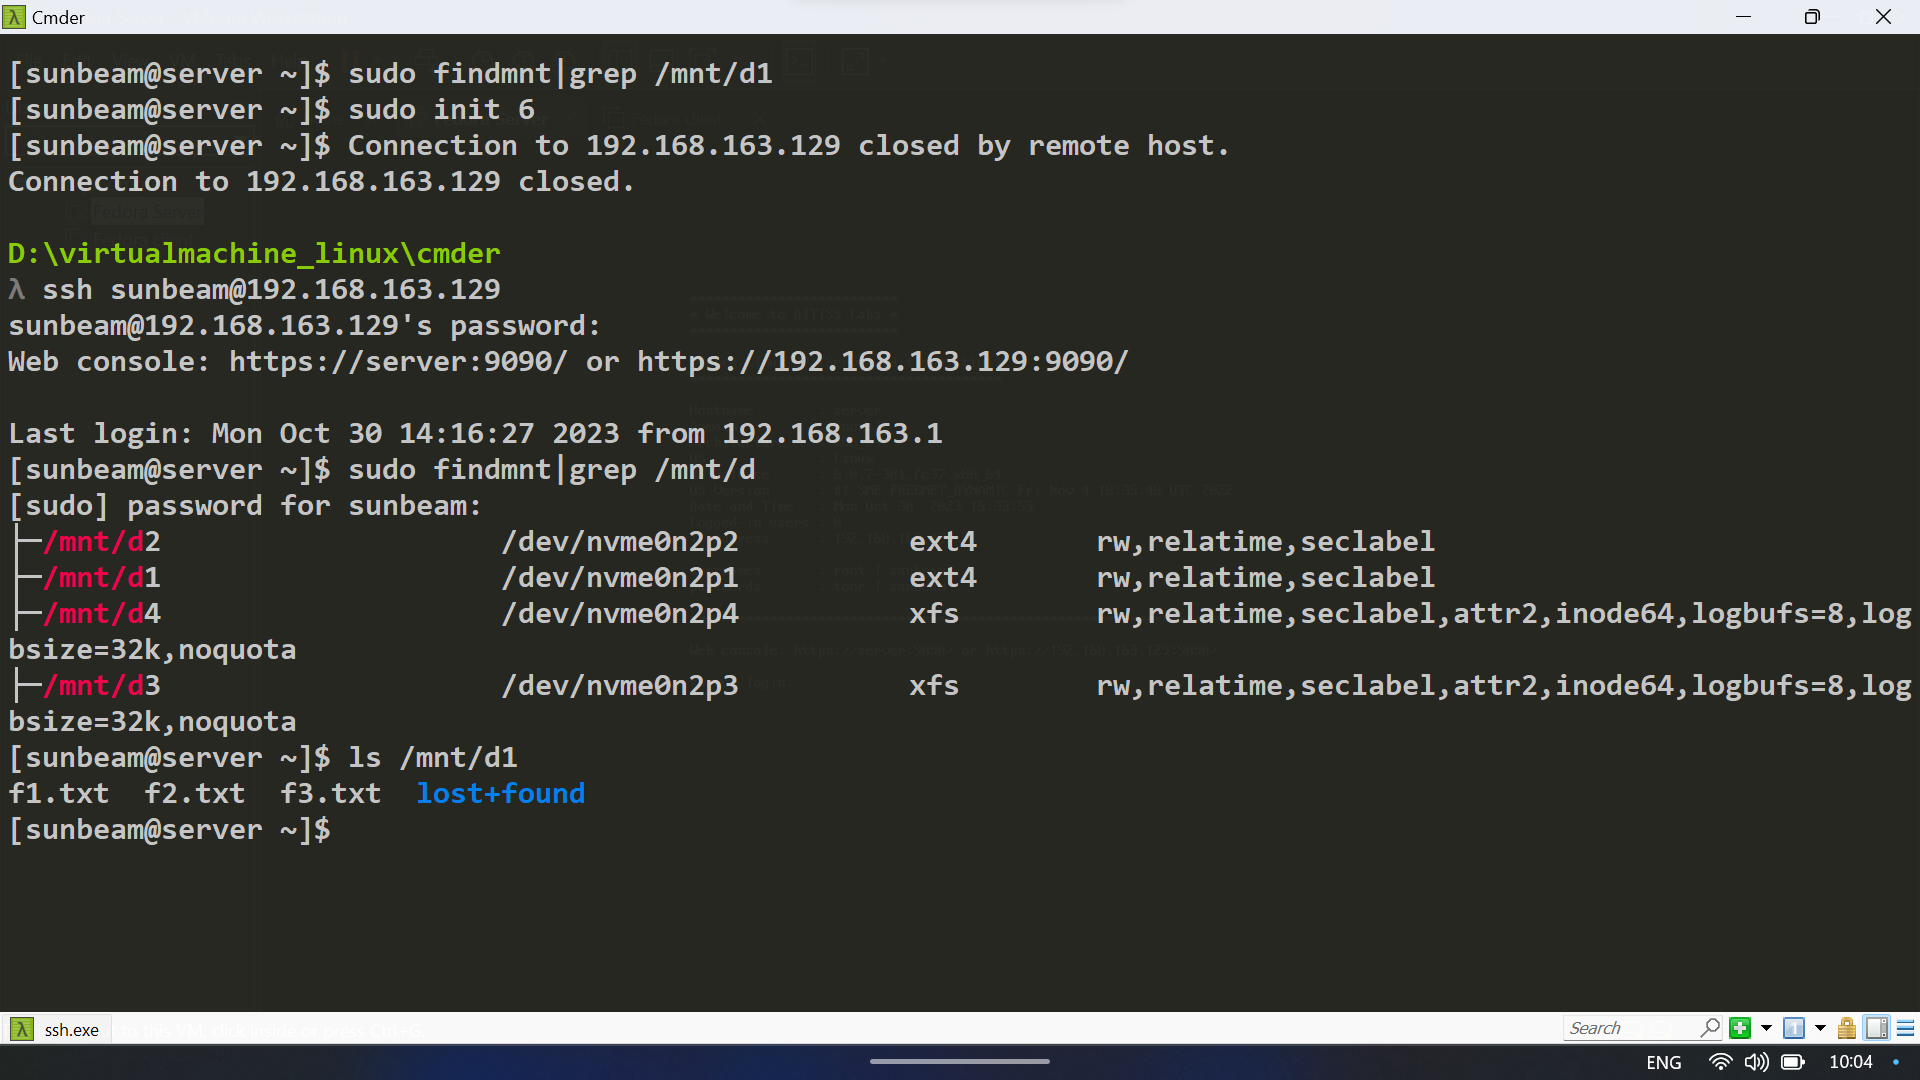 Cmder
[sunbeam@server ~]$ sudo findmnt|grep /mnt/d1
[sunbeam@server ~]$ sudo init 6
[sunbeam@server ~]$ Connection to 192.168.163.129 closed by remote host.
Connection to 192.168.163.129 closed.
Fedora Server
D:\virtualmachine_linux\cmder
λ ssh sunbeam@192.168.163.129
sunbeam@192.168.163.129's password:
Web console: https://server:9090/ or https://192.168.163.129:9090/
Last login: Mon Oct 30 14:16:27 2023 from 192.168.163.1
[sunbeam@server ~]$ sudo findmnt|grep /mnt/d
[sudo] password for sunbeam:
├─/mnt/d2 /dev/nvme0n2p2 ext4 rw,relatime,seclabel
├─/mnt/d1 /dev/nvme0n2p1 ext4 rw,relatime,seclabel
├─/mnt/d4 /dev/nvme0n2p4 xfs rw,relatime,seclabel,attr2,inode64,logbufs=8,log
bsize=32k,noquota
├─/mnt/d3 /dev/nvme0n2p3 xfs rw,relatime,seclabel,attr2,inode64,logbufs=8,log
bsize=32k,noquota
[sunbeam@server ~]$ ls /mnt/d1
f1.txt f2.txt f3.txt lost+found
[sunbeam@server ~]$
ssh.exe
Search
ENG 10:04